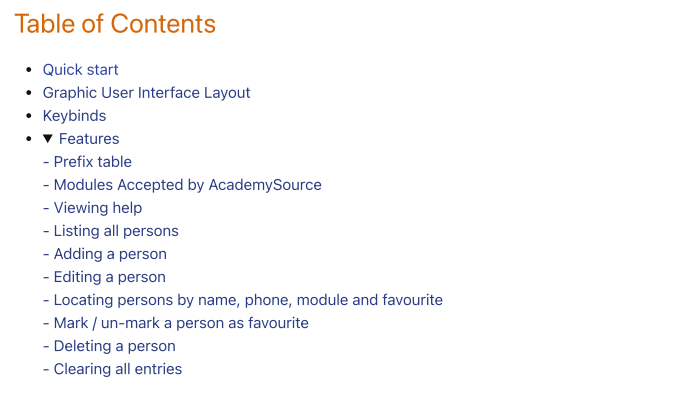 Table of Contents
• Quick start
• Graphic User Interface Layout
• Keybinds
• ▼ Features
- Prefix table
- Modules Accepted by AcademySource
- Viewing help
- Listing all persons
- Adding a person
- Editing a person
- Locating persons by name, phone, module and favourite
- Mark / un-mark a person as favourite
- Deleting a person
- Clearing all entries